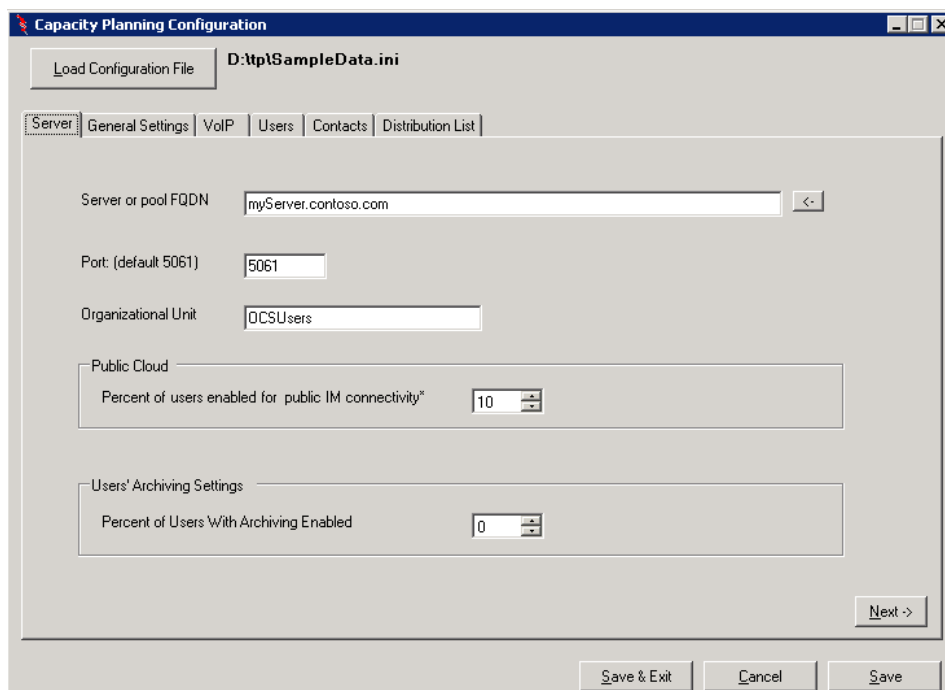 Capacity Planning Configuration
Load Configuration File
D:\tp\SampleData.ini
Server General Settings VoIP Users Contacts Distribution List
Server or pool FQDN myServer.contoso.com <-
Port: (default 5061) 5061
Organizational Unit OCSUsers
Public Cloud
Percent of users enabled for public IM connectivity* 10
Users' Archiving Settings
Percent of Users With Archiving Enabled 0
Next ->
Save & Exit Cancel Save